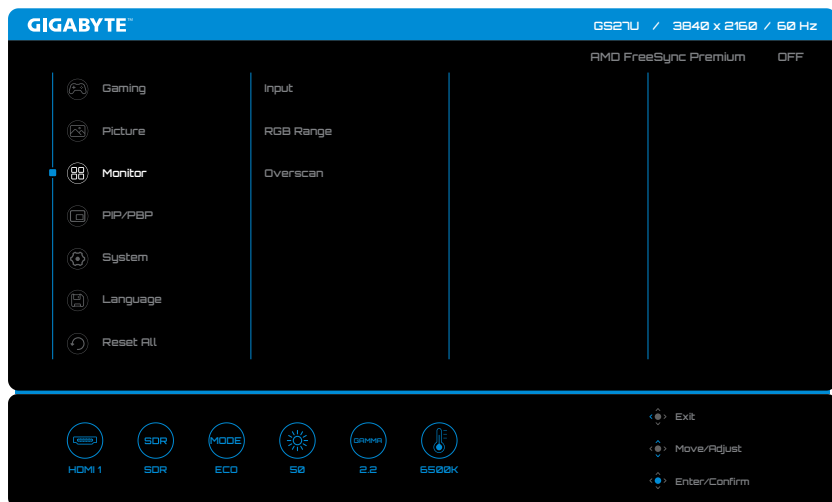 GIGABYTE™
GS27U / 3840 x 2160 / 60 Hz
AMD FreeSync Premium OFF
Gaming
Picture
Monitor
PIP/PBP
System
Language
Reset All
Input
RGB Range
Overscan
SDR
MODE
GAMMA
HDMI 1
SDR
ECO
50
2.2
6500K
Exit
Move/Adjust
Enter/Confirm